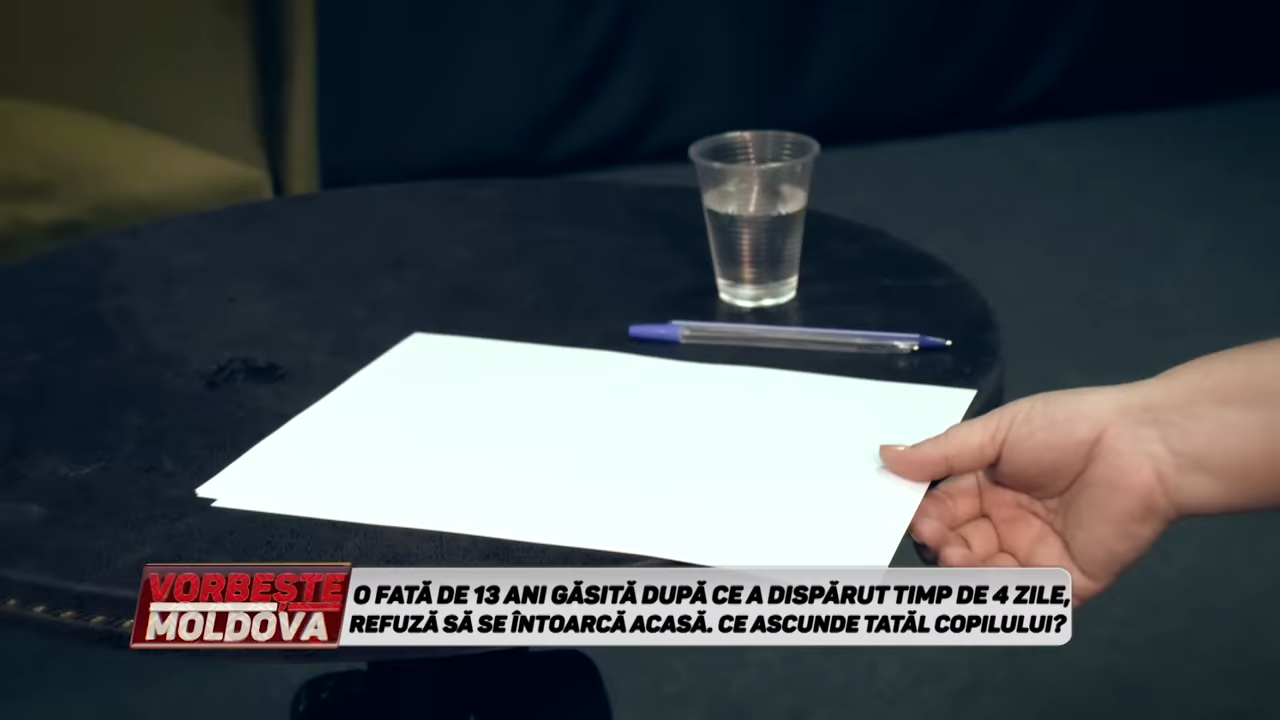 VORBEȘTE
MOLDOVA
O FATĂ DE 13 ANI GĂSITĂ DUPĂ CE A DISPĂRUT TIMP DE 4 ZILE,
REFUZĂ SĂ SE ÎNTOARCĂ ACASĂ. CE ASCUNDE TATĂL COPILULUI?